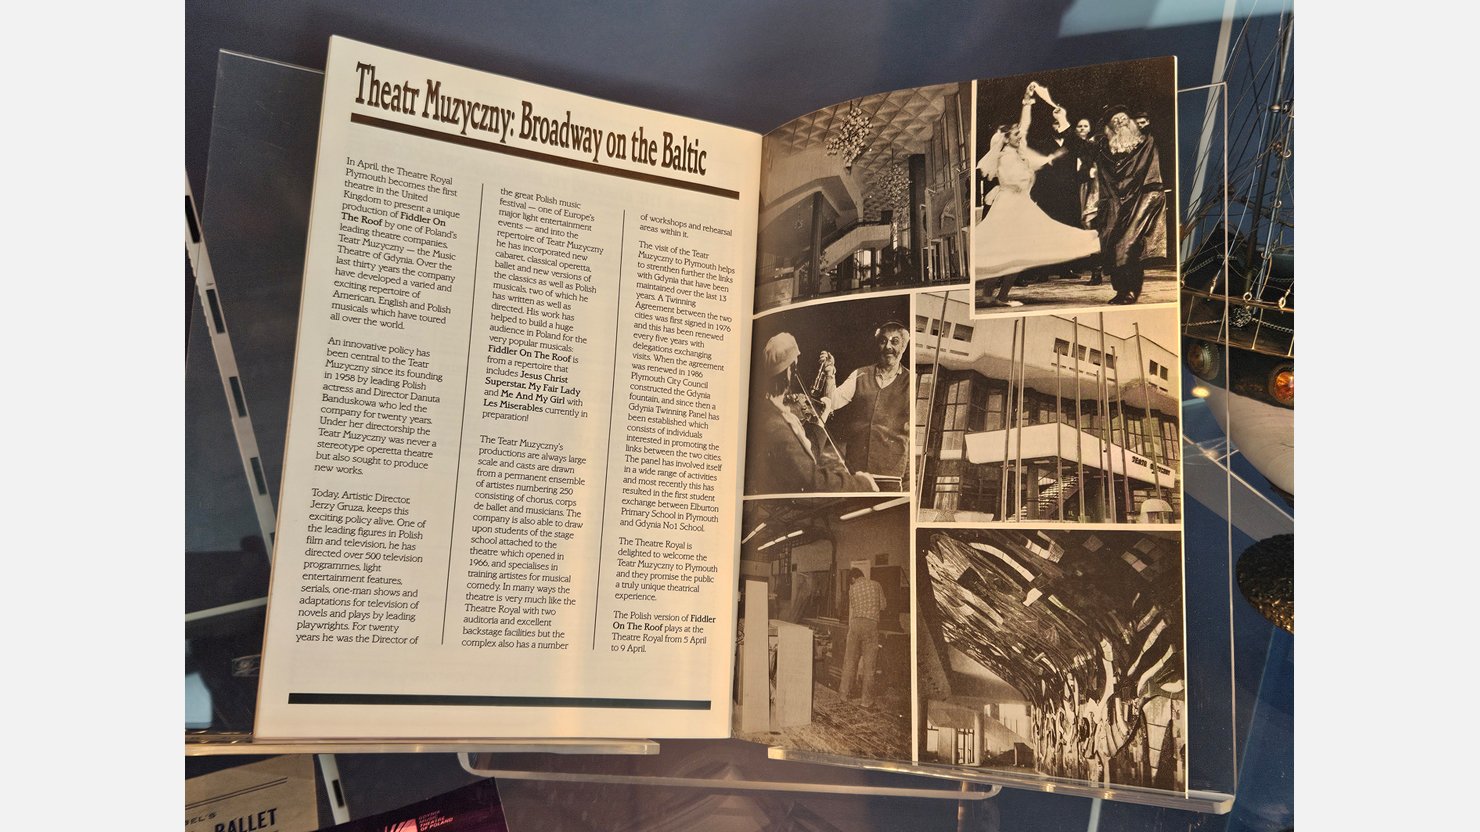 Theatr Muzyczny: Broadway on the Baltic
In April, the Theatre Royal
Plymouth becomes the first
theatre in the United
Kingdom to present a unique
production of Fiddler On
The Roof by one of Poland's
leading theatre companies,
Teatr Muzyczny — the Music
Theatre of Gdynia. Over the
last thirty years the company
have developed a varied and
exciting repertoire of
American, English and Polish
musicals which have toured
all over the world.
An innovative policy has
been central to the Teatr
Muzyczny since its founding
in 1958 by leading Polish
actress and Director Danuta
Banduskowa who led the
company for twenty years.
Under her directorship the
Teatr Muzyczny was never a
stereotype operetta theatre
but also sought to produce
new works.
Today, Artistic Director,
Jerzy Gruza, keeps this
exciting policy alive. One of
the leading figures in Polish
film and television, he has
directed over 500 television
programmes, light
entertainment features,
serials, one-man shows and
adaptations for television of
novels and plays by leading
playwrights. For twenty
years he was the Director of
the great Polish music
festival — one of Europe's
major light entertainment
events — and into the
repertoire of Teatr Muzyczny
he has incorporated new
cabaret, classical operetta,
ballet and new versions of
the classics as well as Polish
musicals, two of which he
has written as well as
directed. His work has
helped to build a huge
audience in Poland for the
very popular musicals:
Fiddler On The Roof is
from a repertoire that
includes Jesus Christ
Superstar, My Fair Lady
and Me And My Girl with
Les Miserables currently in
preparation!
The Teatr Muzyczny's
productions are always large
scale and casts are drawn
from a permanent ensemble
of artistes numbering 250
consisting of chorus, corps
de ballet and musicians. The
company is also able to draw
upon students of the stage
school attached to the
theatre which opened in
1966, and specialises in
training artistes for musical
comedy. In many ways the
theatre is very much like the
Theatre Royal with two
auditoria and excellent
backstage facilities but the
complex also has a number
of workshops and rehearsal
areas within it.
The visit of the Teatr
Muzyczny to Plymouth helps
to strenthen further the links
with Gdynia that have been
maintained over the last 13
years. A Twinning
Agreement between the two
cities was first signed in 1976
and this has been renewed
every five years with
delegations exchanging
visits. When the agreement
was renewed in 1986
Plymouth City Council
constructed the Gdynia
fountain, and since then a
Gdynia Twinning Panel has
been established which
consists of individuals
interested in promoting the
links between the two cities.
The panel has involved itself
in a wide range of activities
and most recently this has
resulted in the first student
exchange between Elburton
Primary School in Plymouth
and Gdynia No1 School.
The Theatre Royal is
delighted to welcome the
Teatr Muzyczny to Plymouth
and they promise the public
a truly unique theatrical
experience.
The Polish version of Fiddler
On The Roof plays at the
Theatre Royal from 5 April
to 9 April.
TEATR MUZYCZNY
BALLET